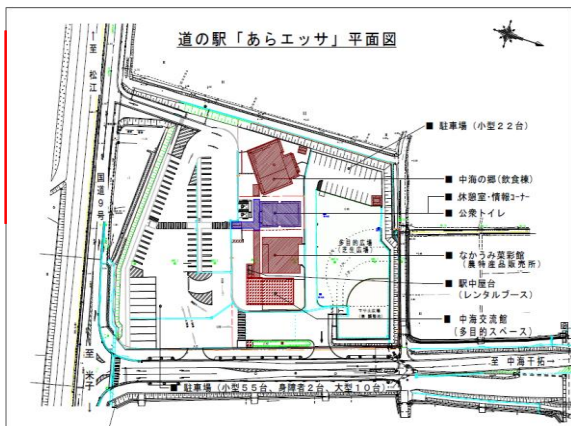 道の駅「あらエッサ」平面図
↑至 松江
国道9号
至 米子↓
■ 駐車場（小型22台）
■ 中海の郷（飲食棟）
■ 休憩室・情報コーナー
■ 公衆トイレ
■ なかうみ菜彩館
（農特産品販売所）
■ 駅中屋台
（レンタルブース）
■ 中海交流館
（多目的スペース）
多目的広場
（芝生広場）
至 中海干拓→
■ 駐車場（小型55台、身障者2台、大型10台）